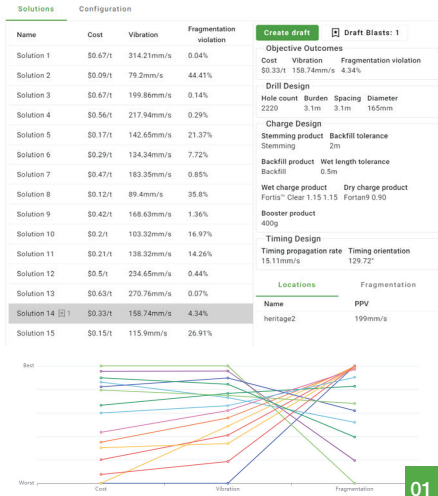 Solutions Configuration
Name Cost Vibration Fragmentation violation
Solution 1 $0.67/t 314.21mm/s 0.04%
Solution 2 $0.09/t 79.2mm/s 44.41%
Solution 3 $0.67/t 199.86mm/s 0.14%
Solution 4 $0.56/t 217.94mm/s 0.29%
Solution 5 $0.17/t 142.65mm/s 21.37%
Solution 6 $0.29/t 134.34mm/s 7.72%
Solution 7 $0.47/t 183.35mm/s 0.85%
Solution 8 $0.12/t 89.4mm/s 35.8%
Solution 9 $0.42/t 168.63mm/s 1.36%
Solution 10 $0.2/t 103.32mm/s 16.97%
Solution 11 $0.21/t 138.32mm/s 14.26%
Solution 12 $0.5/t 234.65mm/s 0.44%
Solution 13 $0.63/t 270.76mm/s 0.07%
Solution 14 1 $0.33/t 158.74mm/s 4.34%
Solution 15 $0.15/t 115.9mm/s 26.91%
Create draft Draft Blasts: 1
Objective Outcomes
Cost Vibration Fragmentation violation
$0.33/t 158.74mm/s 4.34%
Drill Design
Hole count Burden Spacing Diameter
2220 3.1m 3.1m 165mm
Charge Design
Stemming product Backfill tolerance
Stemming 2m
Backfill product Wet length tolerance
Backfill 0.5m
Wet charge product Dry charge product
Fortis™ Clear 1.15 1.15 Fortan9 0.90
Booster product
400g
Timing Design
Timing propagation rate Timing orientation
15.11mm/s 129.72°
Locations Fragmentation
Name PPV
heritage2 199mm/s
Best
Worst
Cost Vibration Fragmentation
01